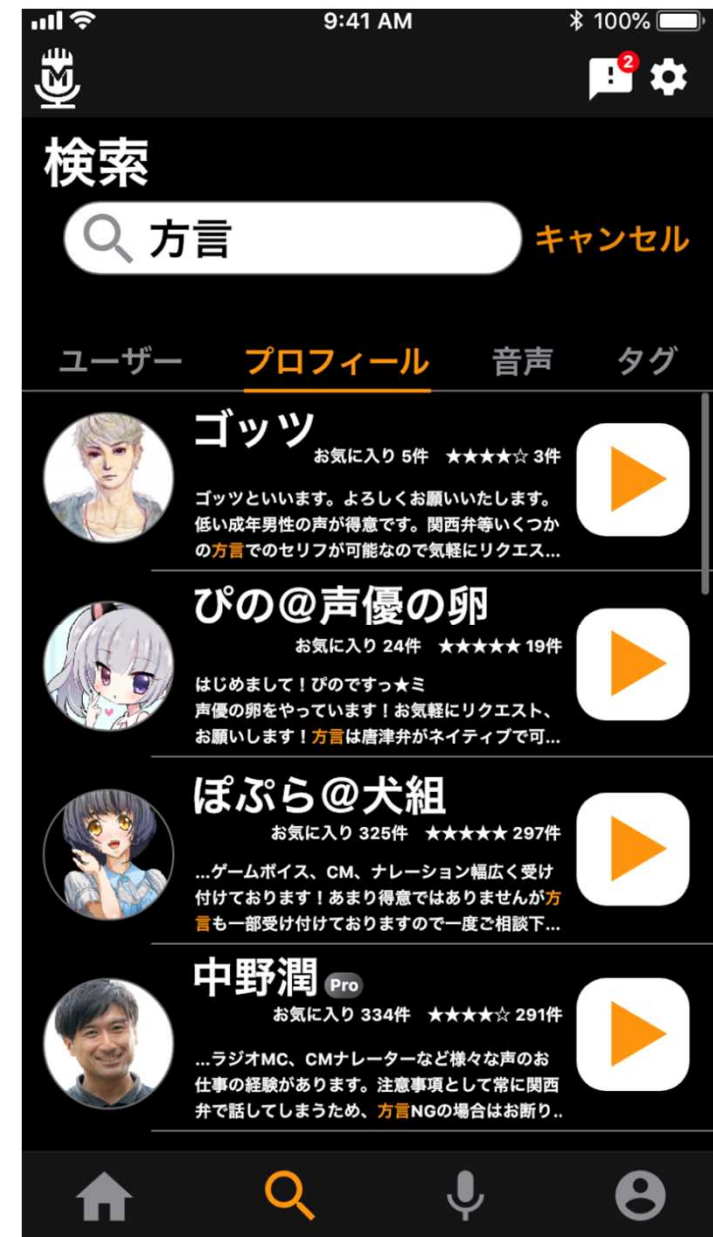 9:41 AM
100%
M
2
検索
方言
キャンセル
ユーザー プロフィール 音声 タグ
ゴッツ
お気に入り 5件 ★★★★☆ 3件
ゴッツといいます。よろしくお願いいたします。
低い成年男性の声が得意です。関西弁等いくつか
の方言でのセリフが可能なので気軽にリクエス...
ぴの@声優の卵
お気に入り 24件 ★★★★★ 19件
はじめまして！ぴのですっ★ミ
声優の卵をやっています！お気軽にリクエスト、
お願いします！方言は唐津弁がネイティブで可...
ぽぷら@犬組
お気に入り 325件 ★★★★★ 297件
...ゲームボイス、CM、ナレーション幅広く受け
付けております！あまり得意ではありませんが方
言も一部受け付けておりますので一度ご相談下...
中野潤 Pro
お気に入り 334件 ★★★★☆ 291件
...ラジオMC、CMナレーターなど様々な声のお
仕事の経験があります。注意事項として常に関西
弁で話してしまうため、方言NGの場合はお断り..